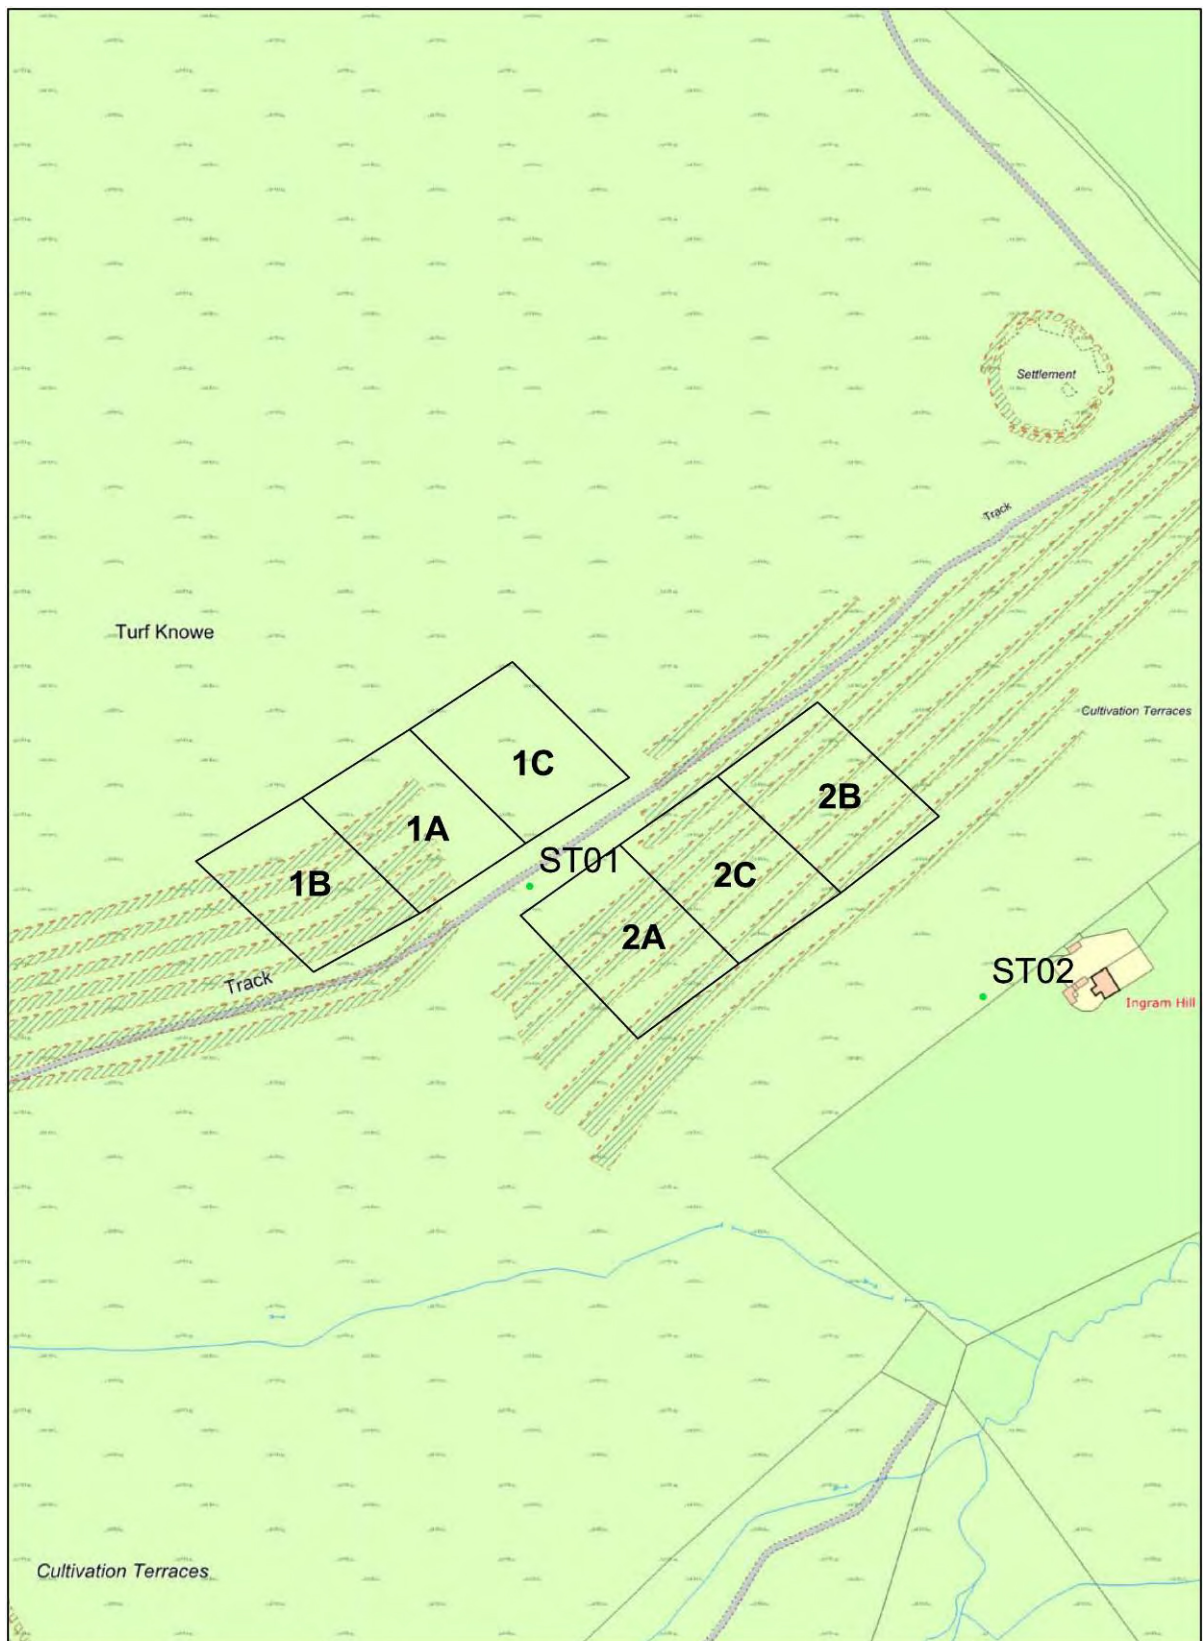 Settlement
Track
Turf Knowe
Cultivation Terraces
1C
2B
1A
ST01
2C
1B
2A
ST02
Track
Ingram Hill
Cultivation Terraces